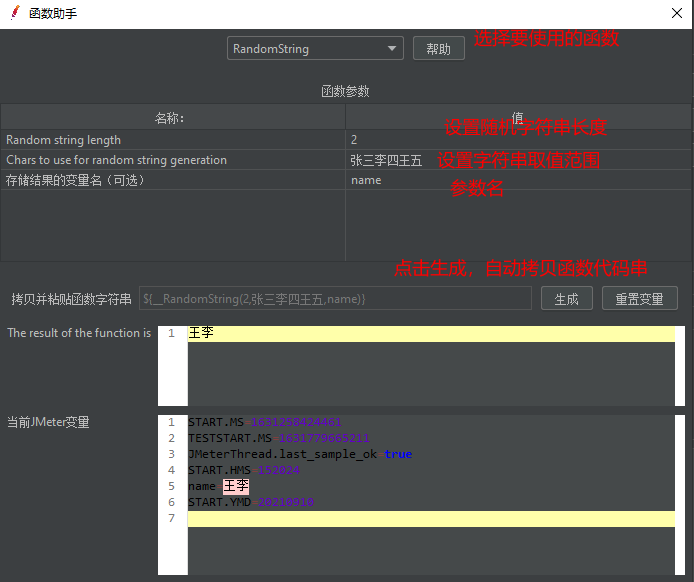 函数助手
RandomString 帮助 选择要使用的函数
函数参数
名称: 值
设置随机字符串长度
Random string length 2
Chars to use for random string generation 张三李四王五 设置字符串取值范围
存储结果的变量名（可选） name 参数名
点击生成，自动拷贝函数代码串
拷贝并粘贴函数字符串 ${__RandomString(2,张三李四王五,name)} 生成 重置变量
The result of the function is 1 王李
当前JMeter变量 1 START.MS=1631258424461
2 TESTSTART.MS=1631779665211
3 JMeterThread.last_sample_ok=true
4 START.HMS=152024
5 name=王李
6 START.YMD=20210910
7